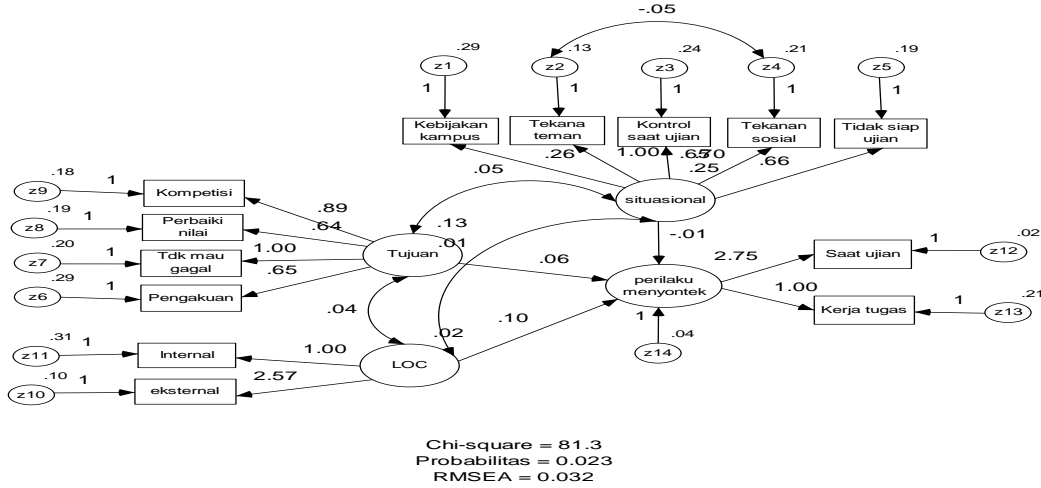 -.05
.29
.13
.24
.21
.19
z1
z2
z3
z4
z5
1
1
1
1
1
Kebijakan
kampus
Tekana
teman
Kontrol
saat ujian
Tekanan
sosial
Tidak siap
ujian
.26
1.00
.65
.70
.66
.25
situasional
.05
.18
z9
1
Kompetisi
.19
z8
1
Perbaiki
nilai
.20
z7
1
Tdk mau
gagal
.29
z6
1
Pengakuan
.89
.64
1.00
.65
.13
.01
Tujuan
-.01
.06
perilaku
menyontek
2.75
1.00
Saat ujian
1
.02
z12
Kerja tugas
1
.21
z13
.04
.02
.10
1
.04
z14
.31
z11
1
Internal
1.00
LOC
.10
z10
1
eksternal
2.57
Chi-square = 81.3
Probabilitas = 0.023
RMSEA = 0.032